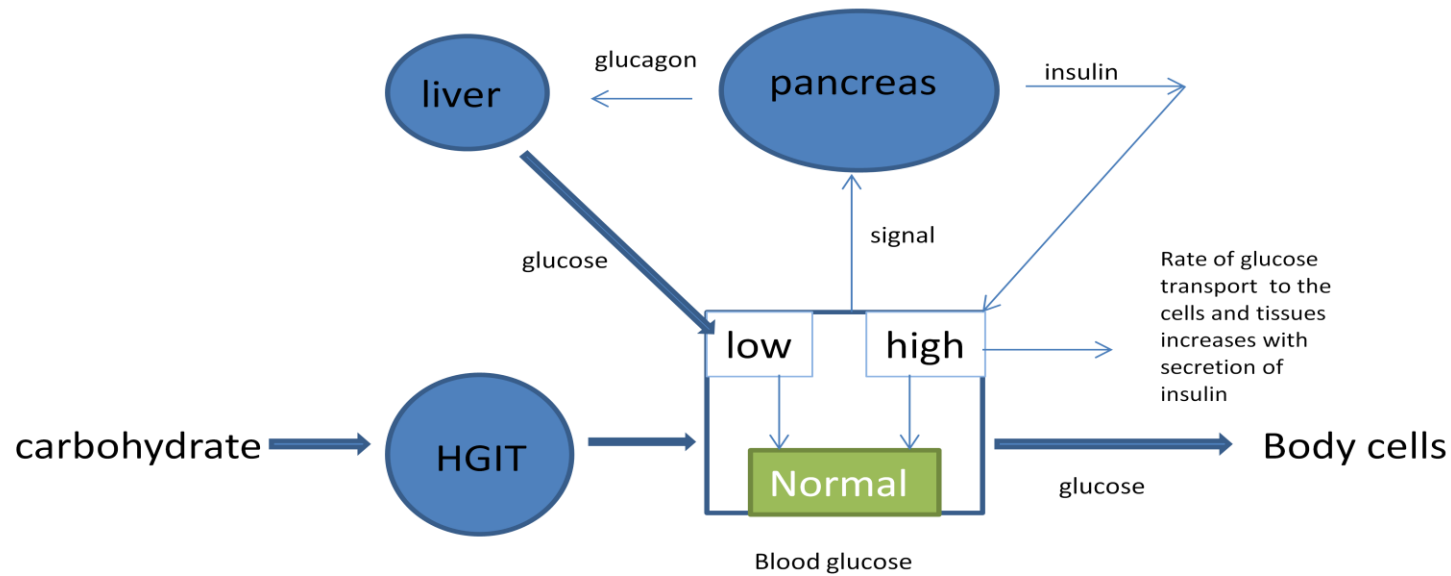 glucagon
insulin
liver
pancreas
signal
glucose
Rate of glucose
transport to the
cells and tissues
increases with
secretion of
insulin
low
high
carbohydrate
HGIT
Normal
glucose
Body cells
Blood glucose